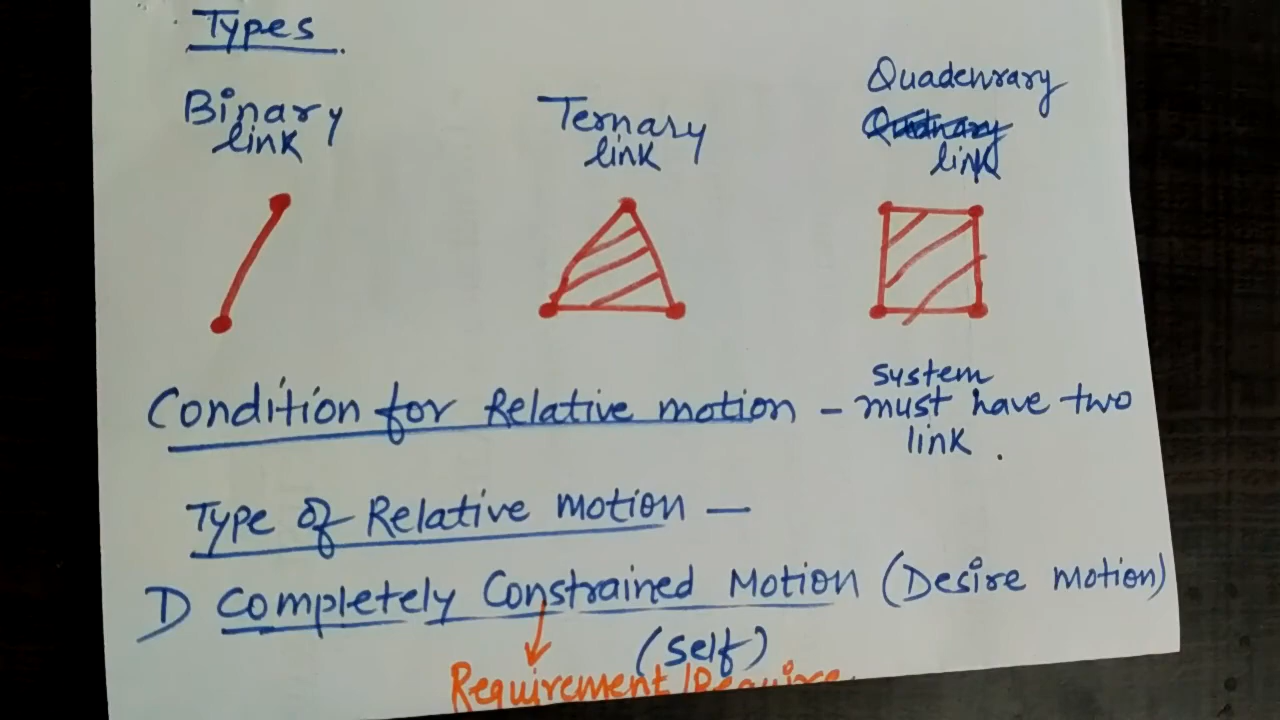 Types
Binary
link
Ternary
link
Quadenrary
link
Condition for Relative motion - system
must have two
link.
Type of Relative motion —
1) Completely Constrained Motion (Desire motion)
(self)
Requirement/Require